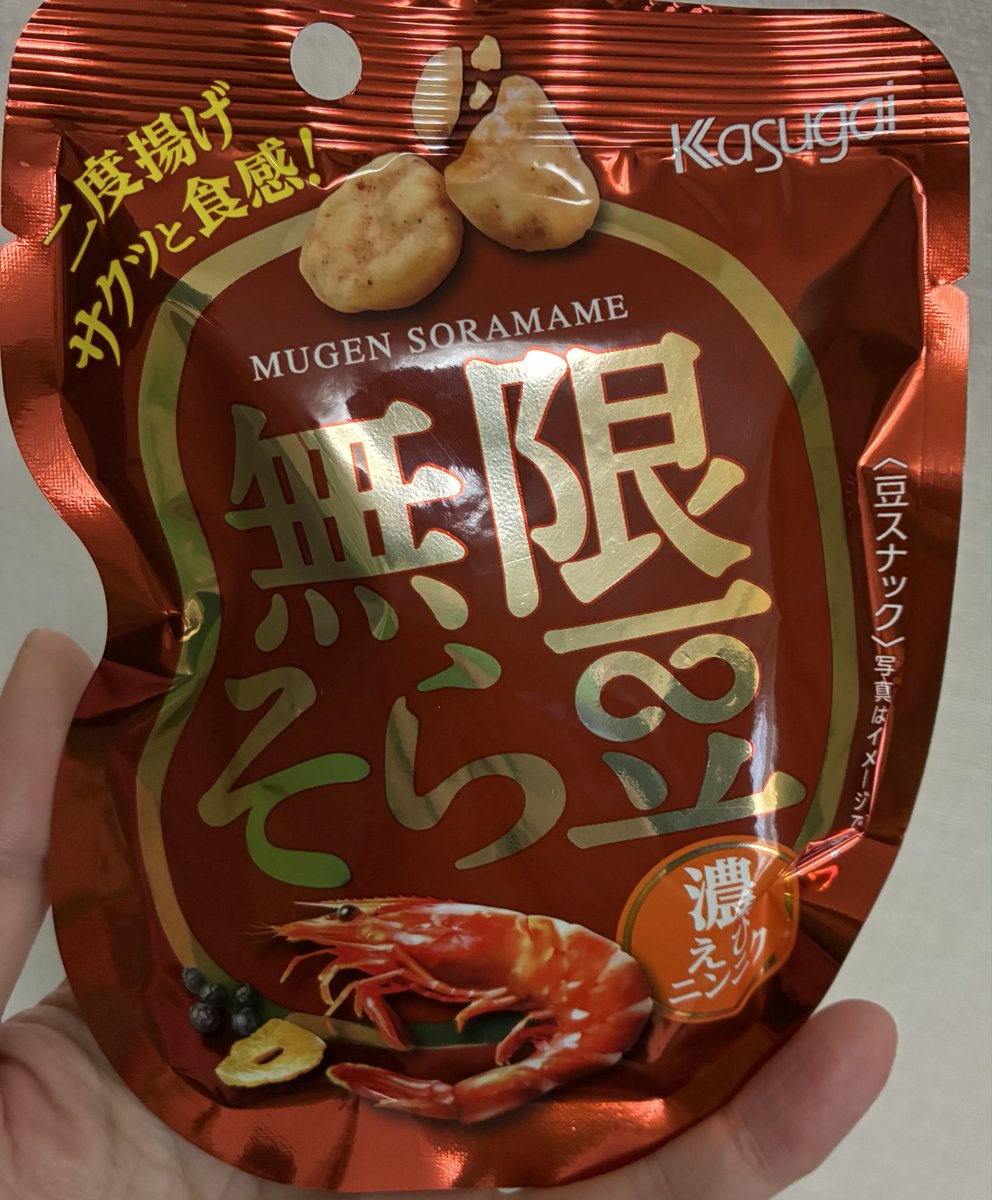 Kasugai
二度揚げ
サクッと食感!
MUGEN SORAMAME
無限
そら豆
濃
えび
ニンニク
〈豆スナック〉写真はイメージで